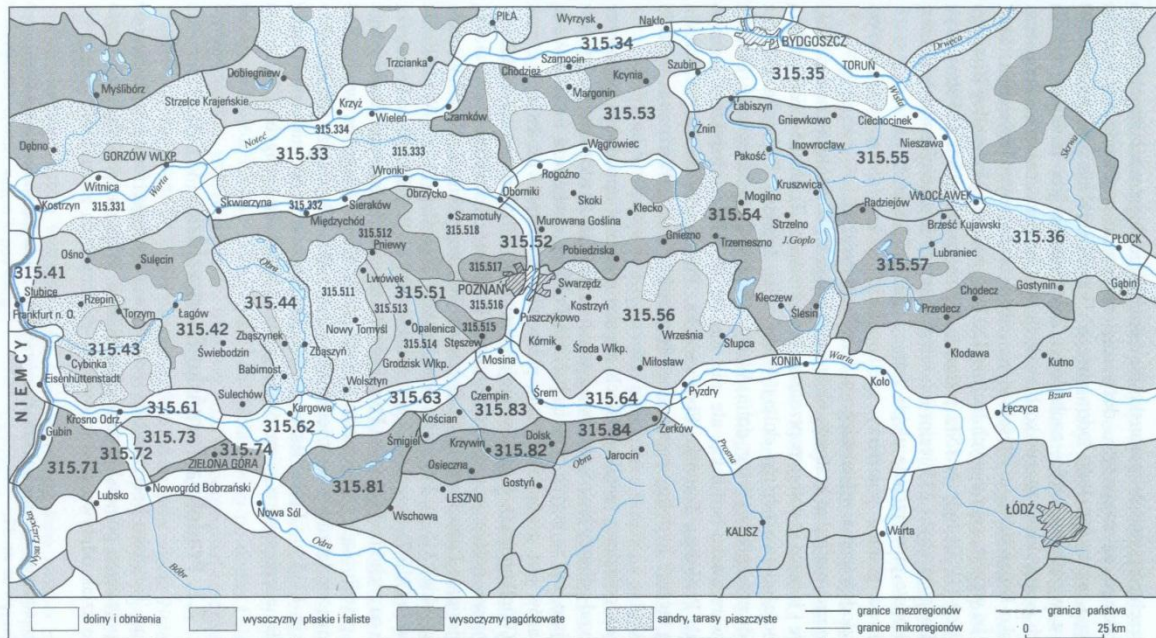 PIŁA
Wyrzysk
Nakło
315.34
BYDGOSZCZ
Drwęca
Trzcianka
Szamocin
Dobiegniew
Chodzież
Szubin
315.35
TORUŃ
Myślibórz
Margonin
Kcynia
Strzelce Krajeńskie
Krzyż
Wisła
Wieleń
Czarnków
315.53
Łabiszyn
315.334
Gniewkowo
Ciechocinek
Noteć
Żnin
Skrwa
Dębno
315.33
Inowrocław
Nieszawa
GORZÓW WLKP.
315.333
Wągrowiec
Pakość
315.55
Warta
Wronki
Rogoźno
Witnica
Obrzycko
Oborniki
Kruszwica
Kostrzyn
315.331
Skwierzyna
315.332
Sieraków
Skoki
Mogilno
WŁOCŁAWEK
Międzychód
Szamotuły
Kłecko
315.54
Radziejów
315.518
Murowana Goślina
Strzelno
Brześć Kujawski
315.512
315.52
Gniezno
J.Gopło
315.36
Pniewy
Pobiedziska
Trzemeszno
Lubraniec
PŁOCK
Ośno
Sulęcin
Obra
315.41
Lwówek
315.517
315.57
Słubice
315.44
315.51
POZNAŃ
Swarzędz
Gostynin
Gąbin
Rzepin
315.511
315.516
Kostrzyń
Kleczew
Chodecz
Frankfurt n. O.
Torzym
Łagów
315.513
Puszczykowo
315.56
Ślesin
Przedecz
315.42
Nowy Tomyśl
Opalenica
315.515
Września
315.43
Zbąszynek
315.514
Stęszew
Kórnik
Słupca
Świebodzin
Zbąszyń
Kłodawa
Cybinka
Grodzisk Wlkp.
Mosina
Środa Wlkp.
KONIN
Warta
Kutno
Babimost
Miłosław
Eisenhüttenstadt
Wolsztyn
Koło
Sulechów
Czempin
Śrem
Pyzdry
Bzura
NIEMCY
315.61
Kargowa
315.63
315.83
315.64
Krosno Odrz.
Łęczyca
315.62
Kościan
Gubin
315.73
Dolsk
315.84
Żerków
315.72
315.74
Śmigiel
Krzywin
315.82
ZIELONA GÓRA
Jarocin
Prosna
315.71
Osieczna
Obra
315.81
Lubsko
Nowogród Bobrzański
LESZNO
Gostyń
Nowa Sól
Wschowa
ŁÓDŹ
Nysa Łużycka
KALISZ
Warta
Odra
Bóbr
doliny i obniżenia
wysoczyzny płaskie i faliste
wysoczyzny pagórkowate
sandry, tarasy piaszczyste
granice mezoregionów
granice mikroregionów
granica państwa
0 25 km